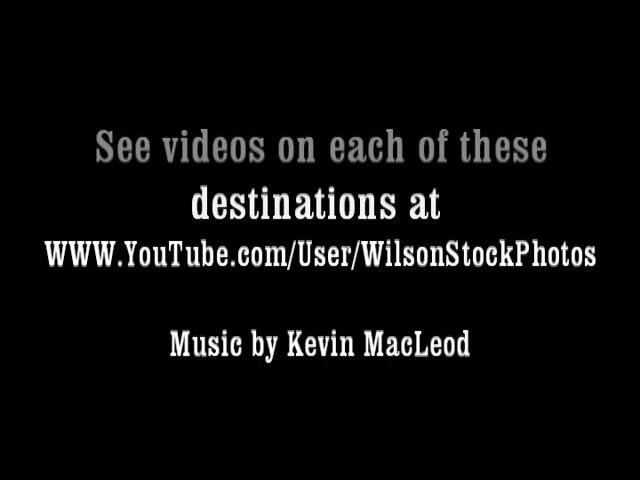 See videos on each of these
destinations at
WWW.YouTube.com/User/WilsonStockPhotos
Music by Kevin MacLeod